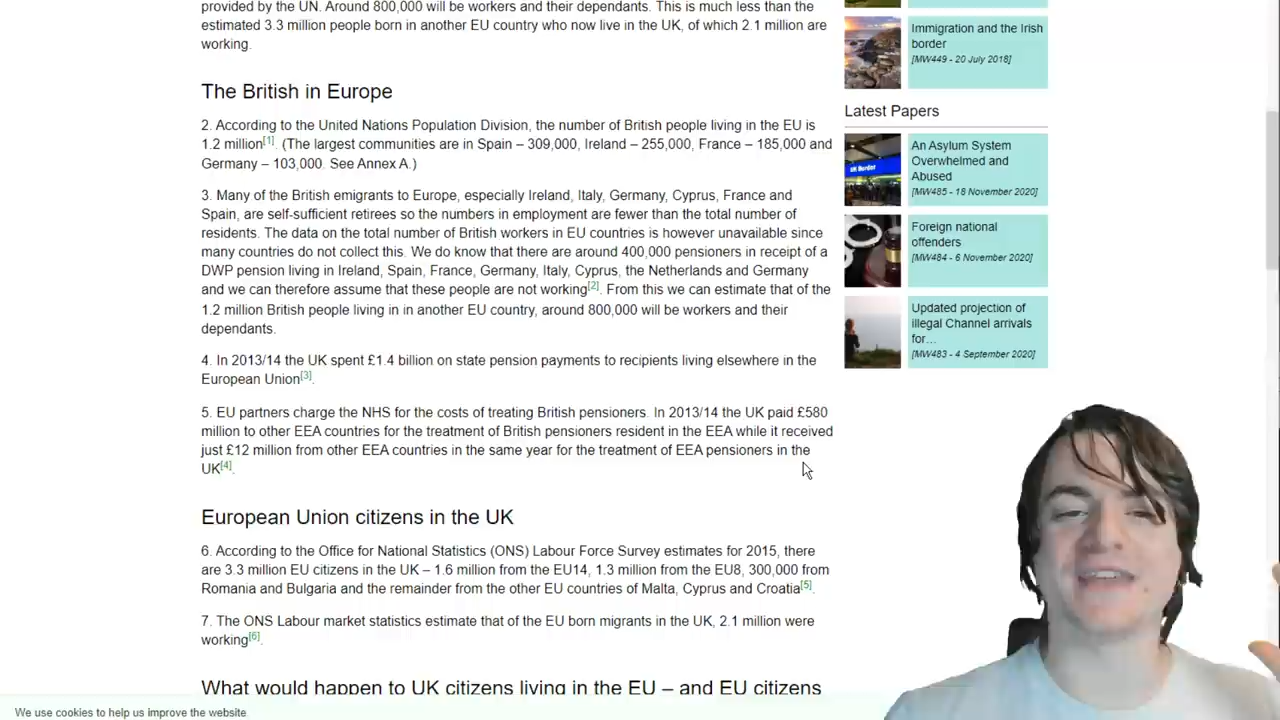 provided by the UN. Around 800,000 will be workers and their dependants. This is much less than the
estimated 3.3 million people born in another EU country who now live in the UK, of which 2.1 million are
working.
The British in Europe
2. According to the United Nations Population Division, the number of British people living in the EU is
1.2 million[1]. (The largest communities are in Spain – 309,000, Ireland – 255,000, France – 185,000 and
Germany – 103,000. See Annex A.)
3. Many of the British emigrants to Europe, especially Ireland, Italy, Germany, Cyprus, France and
Spain, are self-sufficient retirees so the numbers in employment are fewer than the total number of
residents. The data on the total number of British workers in EU countries is however unavailable since
many countries do not collect this. We do know that there are around 400,000 pensioners in receipt of a
DWP pension living in Ireland, Spain, France, Germany, Italy, Cyprus, the Netherlands and Germany
and we can therefore assume that these people are not working[2]. From this we can estimate that of the
1.2 million British people living in in another EU country, around 800,000 will be workers and their
dependants.
4. In 2013/14 the UK spent £1.4 billion on state pension payments to recipients living elsewhere in the
European Union[3].
5. EU partners charge the NHS for the costs of treating British pensioners. In 2013/14 the UK paid £580
million to other EEA countries for the treatment of British pensioners resident in the EEA while it received
just £12 million from other EEA countries in the same year for the treatment of EEA pensioners in the
UK[4].
European Union citizens in the UK
6. According to the Office for National Statistics (ONS) Labour Force Survey estimates for 2015, there
are 3.3 million EU citizens in the UK – 1.6 million from the EU14, 1.3 million from the EU8, 300,000 from
Romania and Bulgaria and the remainder from the other EU countries of Malta, Cyprus and Croatia[5].
7. The ONS Labour market statistics estimate that of the EU born migrants in the UK, 2.1 million were
working[6].
What would happen to UK citizens living in the EU – and EU citizens
We use cookies to help us improve the website
Immigration and the Irish
border
[MW449 - 20 July 2018]
Latest Papers
UK Border
An Asylum System
Overwhelmed and
Abused
[MW485 - 18 November 2020]
Foreign national
offenders
[MW484 - 6 November 2020]
Updated projection of
illegal Channel arrivals
for…
[MW483 - 4 September 2020]